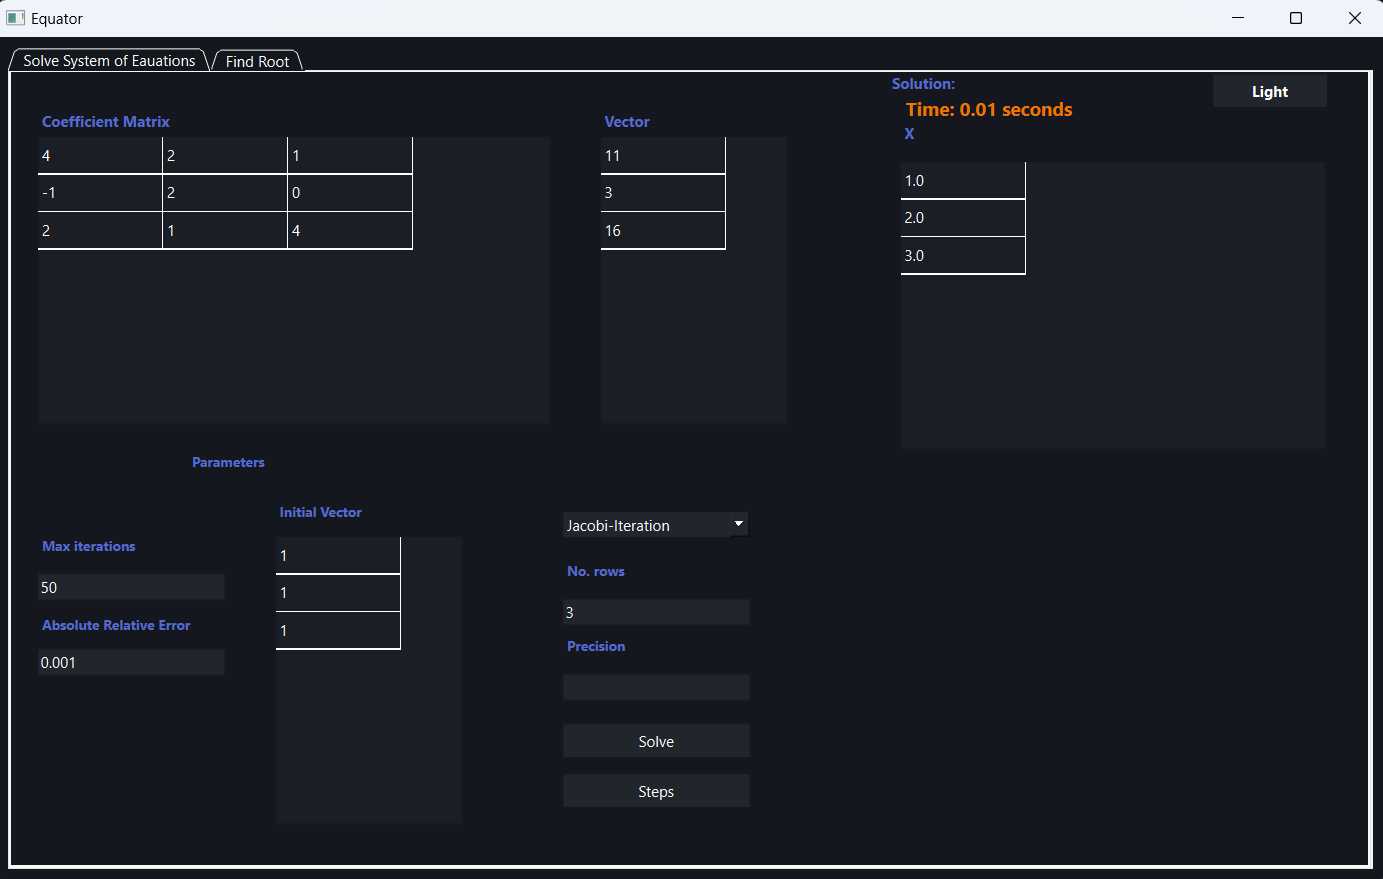 Equator
Solve System of Eauations
Find Root
Solution:
Light
Time: 0.01 seconds
Coefficient Matrix
Vector
X
4 2 1
11
-1 2 0
3
2 1 4
16
1.0
2.0
3.0
Parameters
Initial Vector
Max iterations
50
Absolute Relative Error
0.001
1
1
1
Jacobi-Iteration
No. rows
3
Precision
Solve
Steps